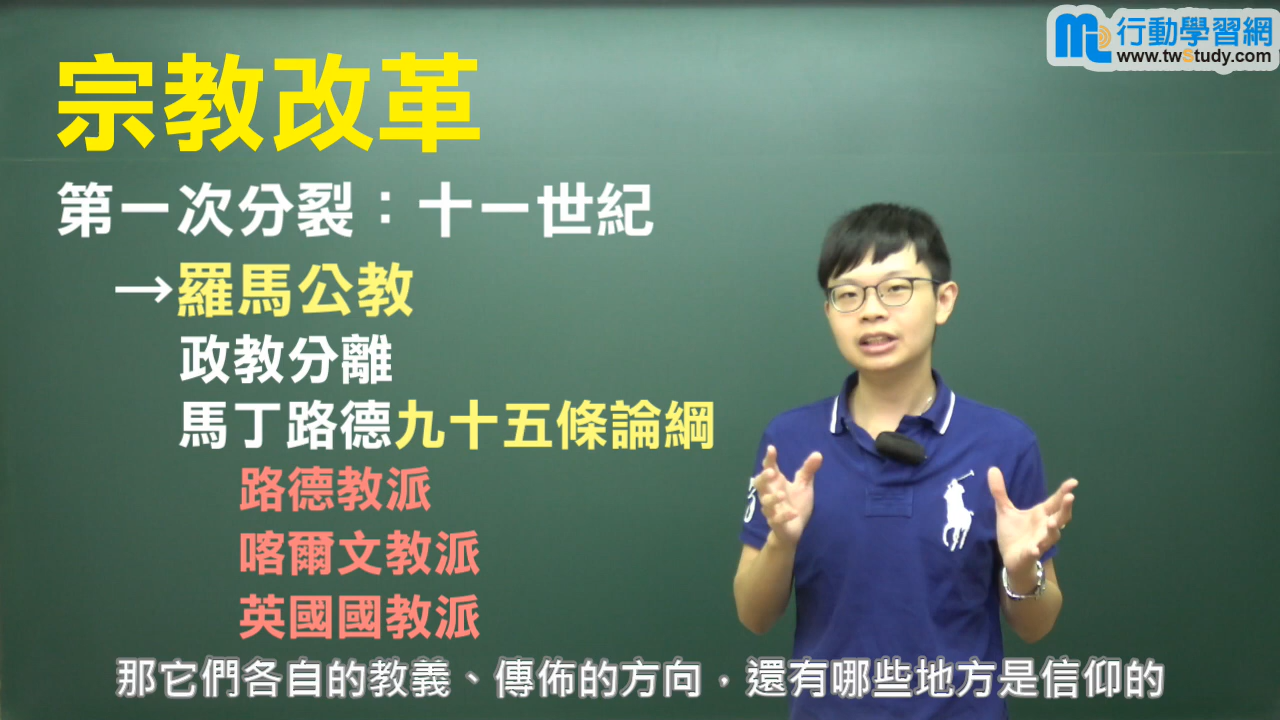 行動學習網
www.twStudy.com
宗教改革
第一次分裂：十一世紀
→羅馬公教
政教分離
馬丁路德九十五條論綱
路德教派
喀爾文教派
英國國教派
那它們各自的教義、傳佈的方向，還有哪些地方是信仰的